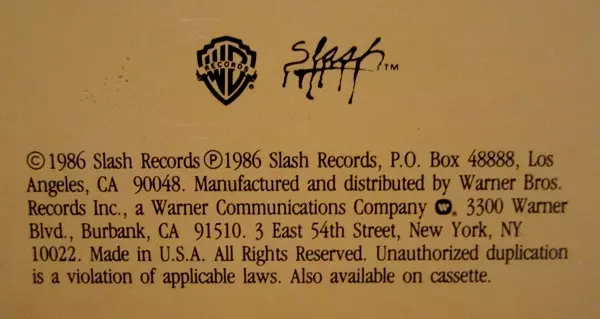 WB
RECORDS
®
Slash™
©1986 Slash Records ℗1986 Slash Records, P.O. Box 48888, Los
Angeles, CA 90048. Manufactured and distributed by Warner Bros.
Records Inc., a Warner Communications Company W. 3300 Warner
Blvd., Burbank, CA 91510. 3 East 54th Street, New York, NY
10022. Made in U.S.A. All Rights Reserved. Unauthorized duplication
is a violation of applicable laws. Also available on cassette.